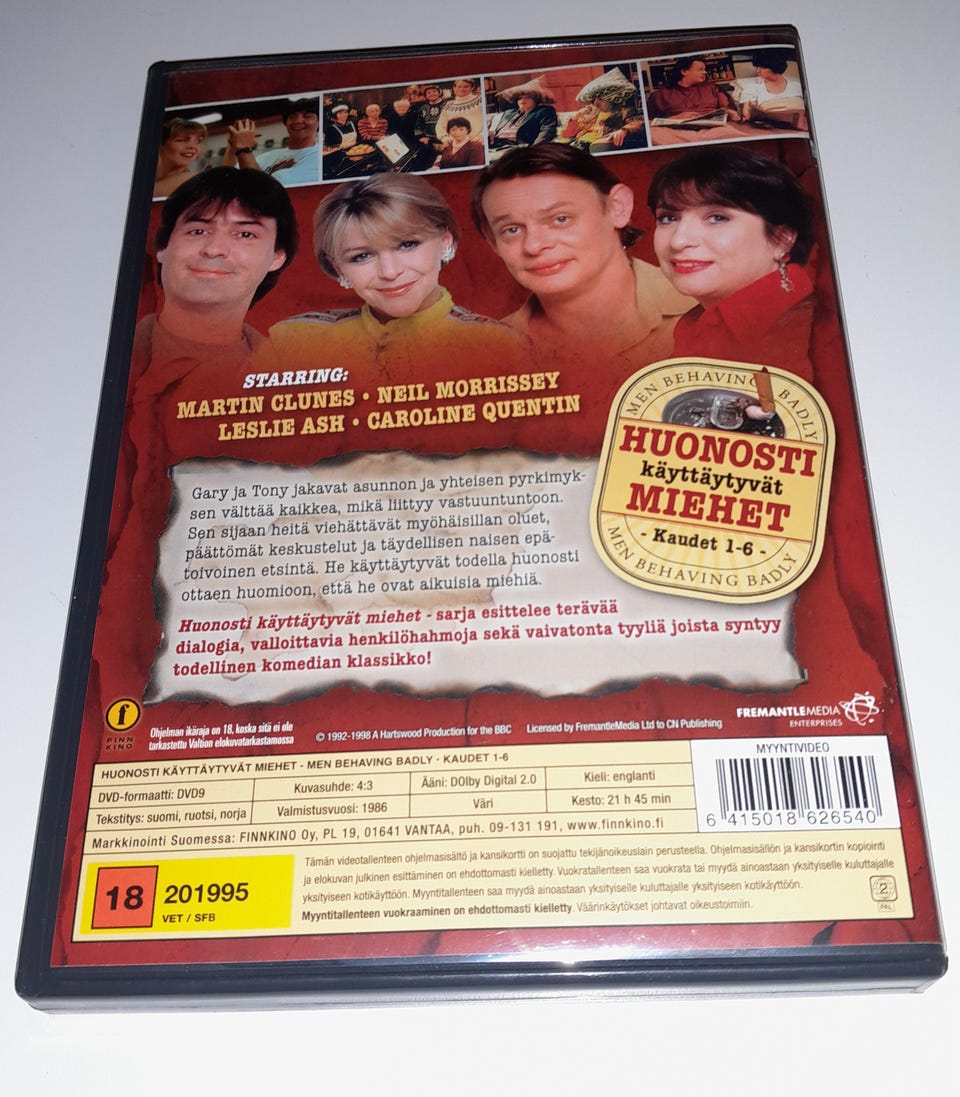 STARRING:
MARTIN CLUNES • NEIL MORRISSEY
LESLIE ASH • CAROLINE QUENTIN
MEN BEHAVING BADLY
HUONOSTI
käyttäytyvät
MIEHET
- Kaudet 1-6 -
MEN BEHAVING BADLY
Gary ja Tony jakavat asunnon ja yhteisen pyrkimyk-
sen välttää kaikkea, mikä liittyy vastuuntuntoon.
Sen sijaan heitä viehättävät myöhäisillan oluet,
päättömät keskustelut ja täydellisen naisen epä-
toivoinen etsintä. He käyttäytyvät todella huonosti
ottaen huomioon, että he ovat aikuisia miehiä.
Huonosti käyttäytyvät miehet - sarja esittelee terävää
dialogia, valloittavia henkilöhahmoja sekä vaivatonta tyyliä joista syntyy
todellinen komedian klassikko!
f
FINN
KINO
Ohjelman ikäraja on 18, koska sitä ei ole
tarkastettu Valtion elokuvatarkastamossa
© 1992-1998 A Hartswood Production for the BBC
Licensed by FremantleMedia Ltd to CN Publishing
FREMANTLEMEDIA
ENTERPRISES
HUONOSTI KÄYTTÄYTYVÄT MIEHET - MEN BEHAVING BADLY • KAUDET 1-6
DVD-formaatti: DVD9
Kuvasuhde: 4:3
Ääni: DOlby Digital 2.0
Kieli: englanti
Tekstitys: suomi, ruotsi, norja
Valmistusvuosi: 1986
Väri
Kesto: 21 h 45 min
Markkinointi Suomessa: FINNKINO Oy, PL 19, 01641 VANTAA, puh. 09-131 191, www.finnkino.fi
MYYNTIVIDEO
6 415018 626540
18
201995
VET / SFB
Tämän videotallenteen ohjelmasisältö ja kansikortti on suojattu tekijänoikeuslain perusteella. Ohjelmasisällön ja kansikortin kopiointi
ja elokuvan julkinen esittäminen on ehdottomasti kielletty. Vuokratallenteen saa vuokrata tai myydä ainoastaan yksityiselle kuluttajalle
yksityiseen kotikäyttöön. Myyntitallenteen saa myydä ainoastaan yksityiselle kuluttajalle yksityiseen kotikäyttöön.
Myyntitallenteen vuokraaminen on ehdottomasti kielletty. Väärinkäytökset johtavat oikeustoimiin.
2
PAL